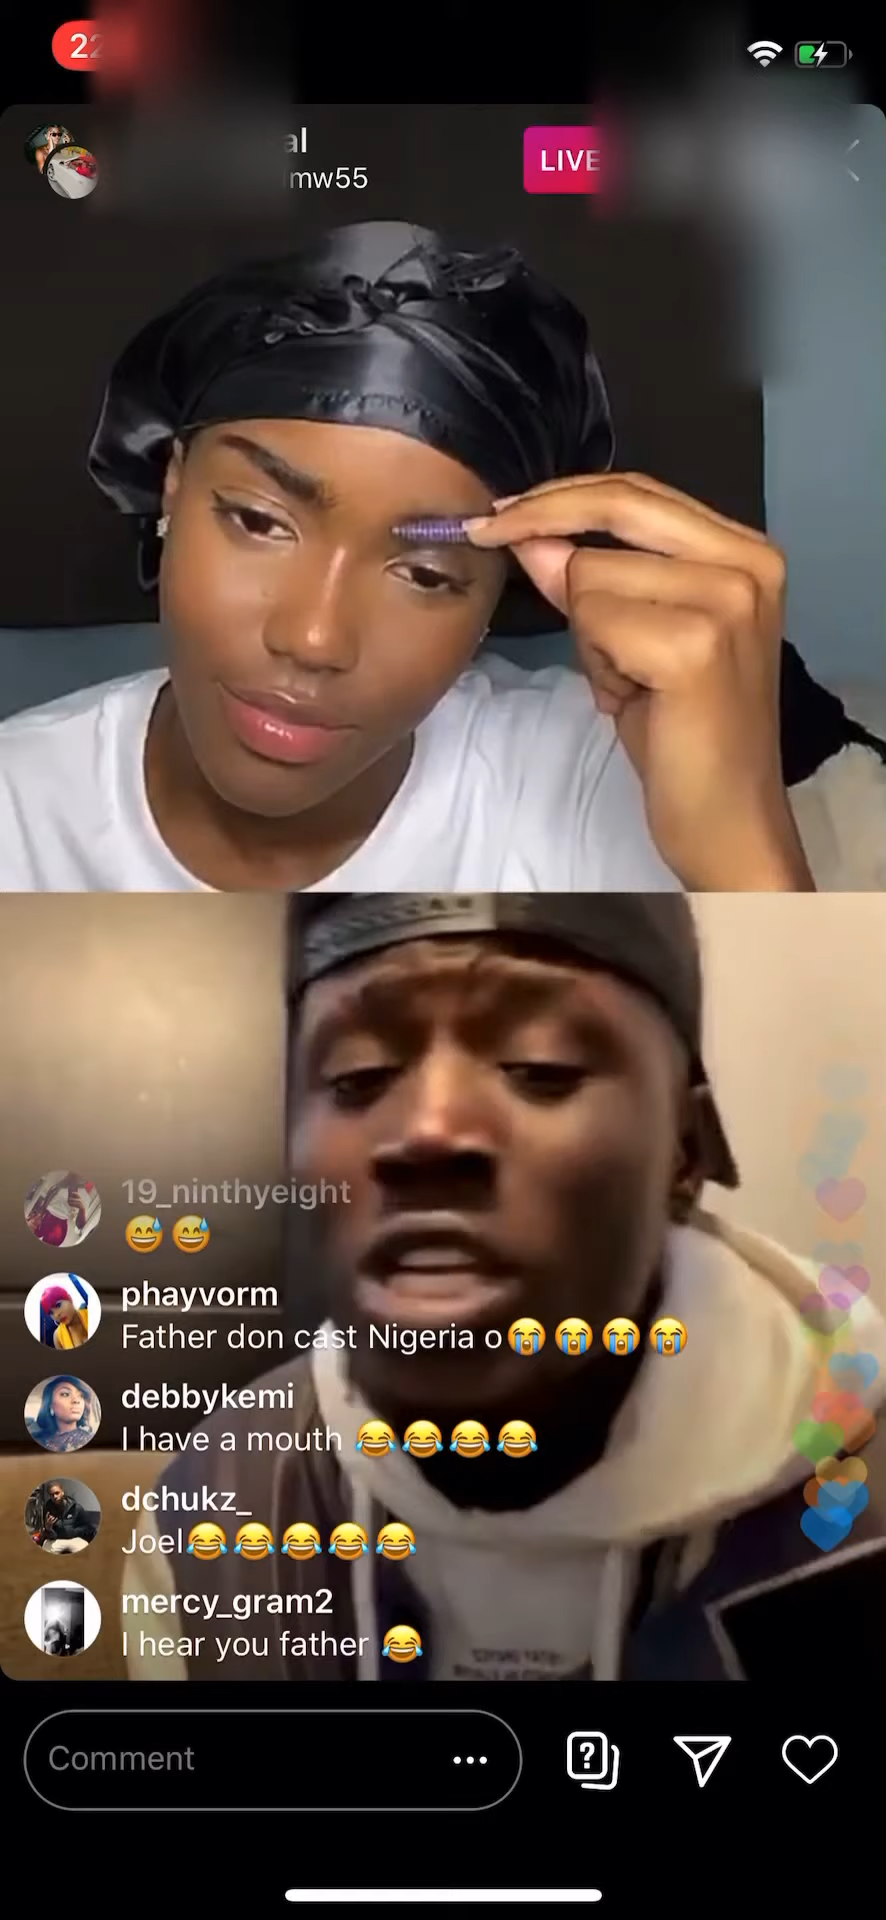 22
al
mw55
LIVE
19_ninthyeight
😅😅
phayvorm
Father don cast Nigeria o😭😭😭😭
debbykemi
I have a mouth 😂😂😂😂
dchukz_
Joel😂😂😂😂😂
mercy_gram2
I hear you father 😂
Comment
?